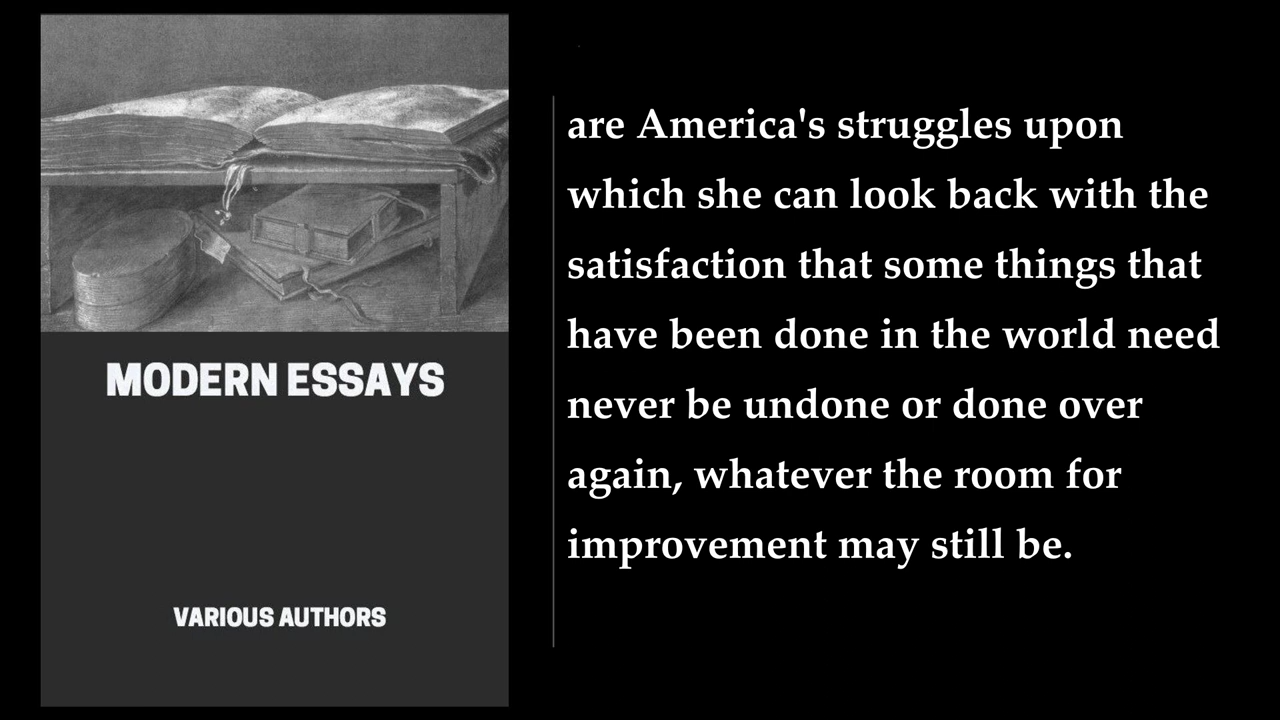 MODERN ESSAYS
VARIOUS AUTHORS
are America's struggles upon
which she can look back with the
satisfaction that some things that
have been done in the world need
never be undone or done over
again, whatever the room for
improvement may still be.